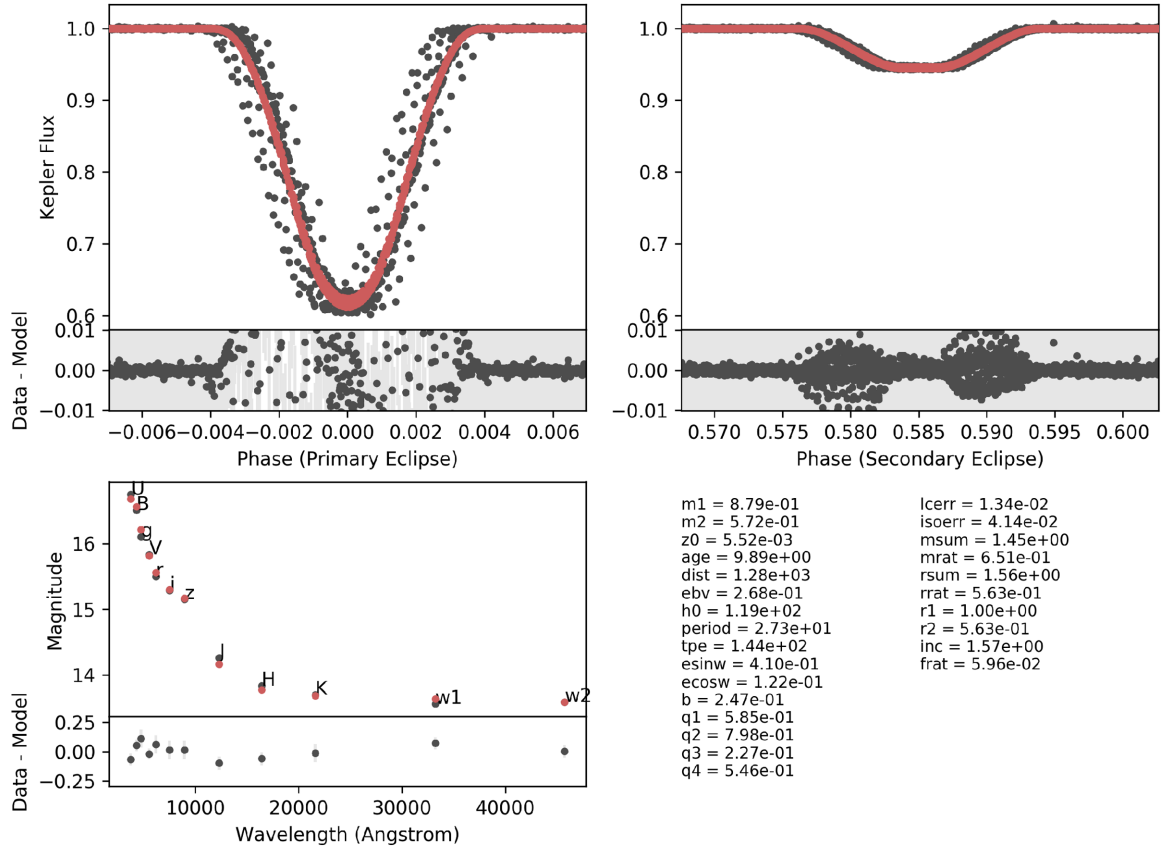 1.0
0.9
0.8
0.7
0.6
Kepler Flux
0.01
0.00
−0.01
Data - Model
−0.006 −0.004 −0.002 0.000 0.002 0.004 0.006
Phase (Primary Eclipse)
1.0
0.9
0.8
0.7
0.6
0.01
0.00
−0.01
0.570 0.575 0.580 0.585 0.590 0.595 0.600
Phase (Secondary Eclipse)
16
15
14
Magnitude
U
B
g
V
r
i
z
J
H
K
w1
w2
0.25
0.00
−0.25
Data - Model
10000 20000 30000 40000
Wavelength (Angstrom)
m1 = 8.79e-01
m2 = 5.72e-01
z0 = 5.52e-03
age = 9.89e+00
dist = 1.28e+03
ebv = 2.68e-01
h0 = 1.19e+02
period = 2.73e+01
tpe = 1.44e+02
esinw = 4.10e-01
ecosw = 1.22e-01
b = 2.47e-01
q1 = 5.85e-01
q2 = 7.98e-01
q3 = 2.27e-01
q4 = 5.46e-01
lcerr = 1.34e-02
isoerr = 4.14e-02
msum = 1.45e+00
mrat = 6.51e-01
rsum = 1.56e+00
rrat = 5.63e-01
r1 = 1.00e+00
r2 = 5.63e-01
inc = 1.57e+00
frat = 5.96e-02